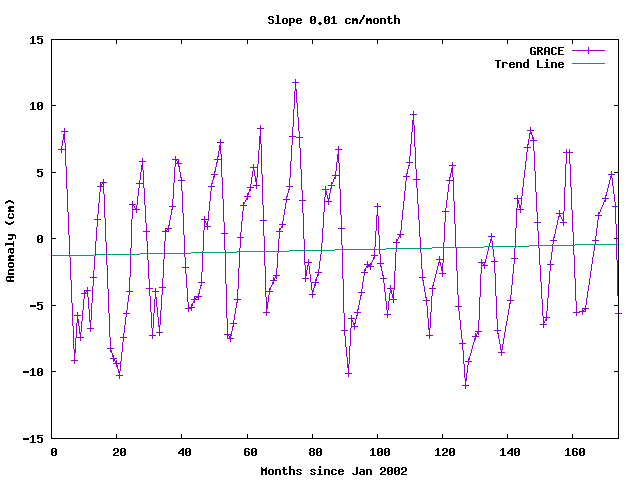 Slope 0.01 cm/month
GRACE
Trend Line
15
10
5
0
-5
-10
-15
Anomaly (cm)
0 20 40 60 80 100 120 140 160
Months since Jan 2002